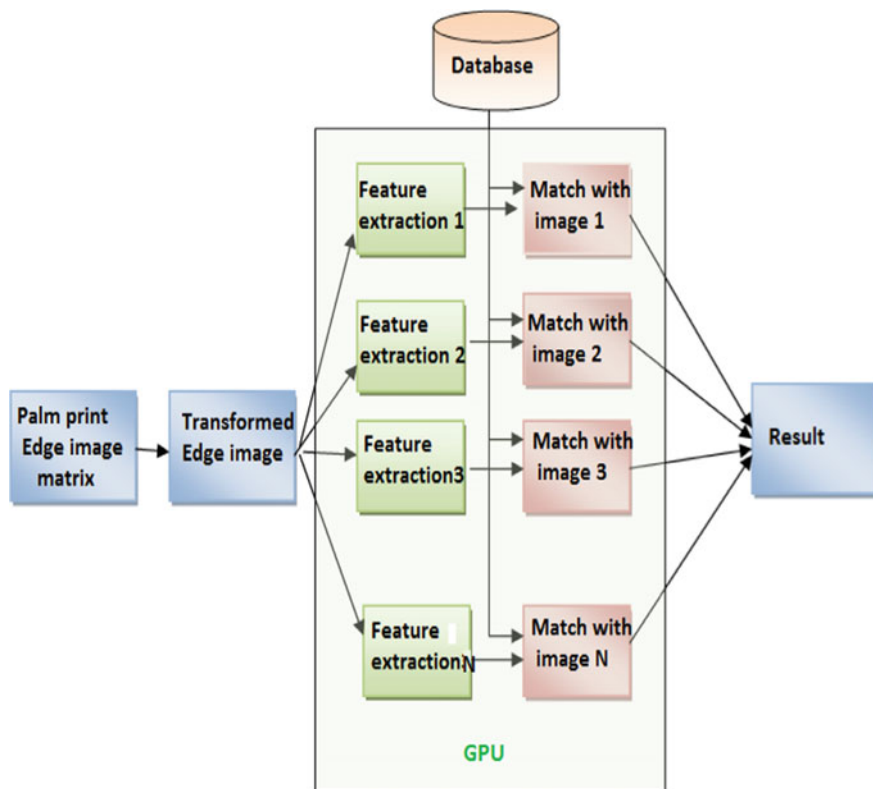 Database
Feature
extraction 1
Match with
image 1
Feature
extraction 2
Match with
image 2
Palm print
Edge image
matrix
Transformed
Edge image
Feature
extraction3
Match with
image 3
Result
Feature
extraction:N
Match with
image N
GPU